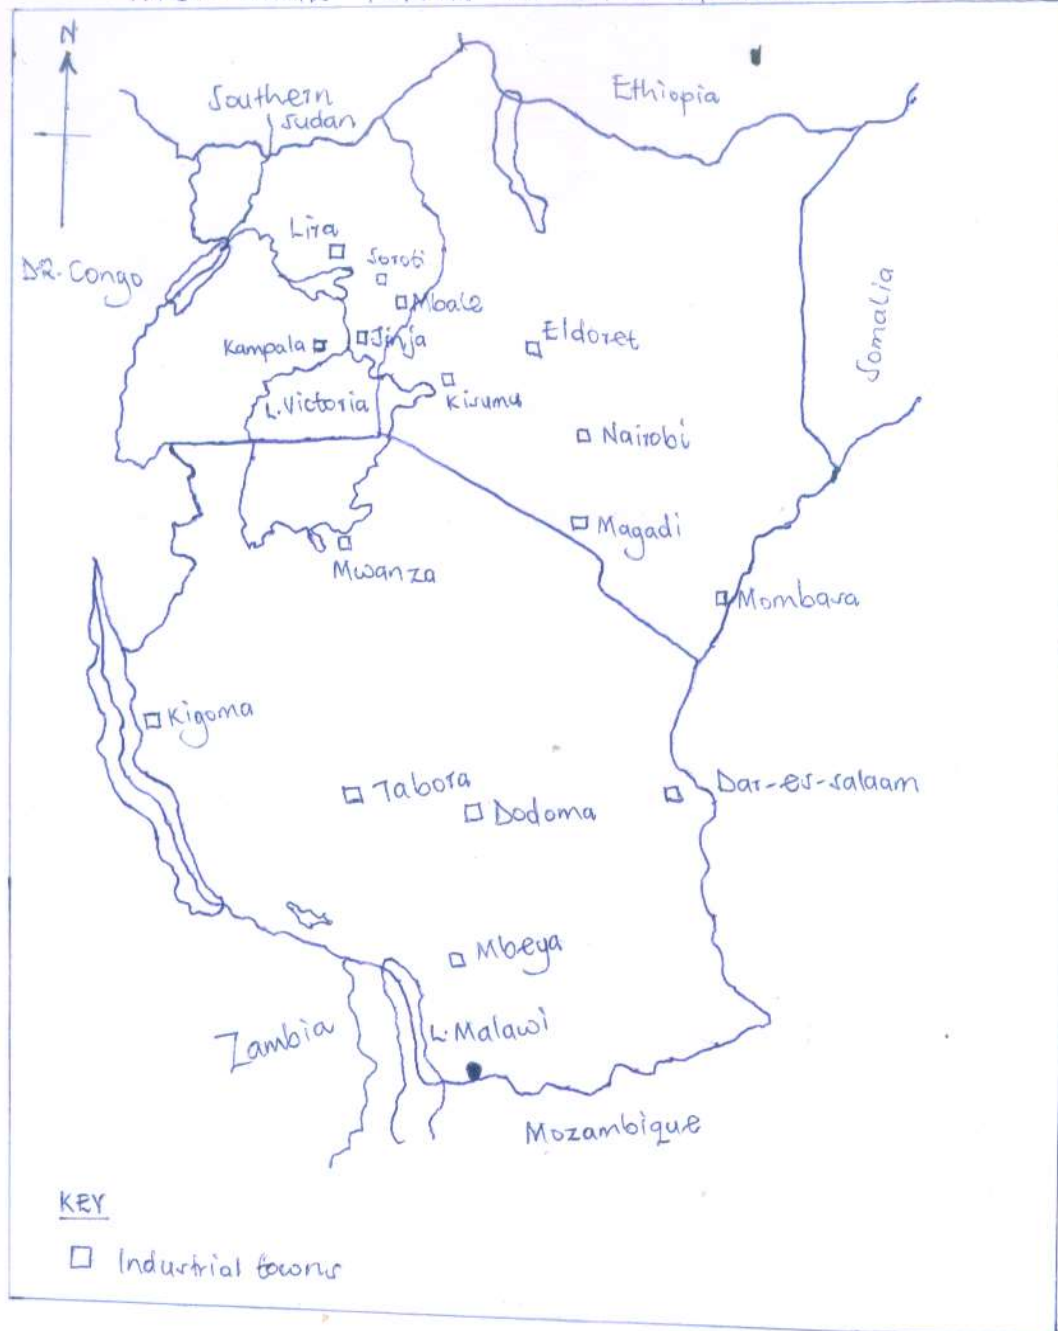 N
Southern
Sudan
Ethiopia
D.R. Congo
Lira
Soroti
Mbale
Somalia
Kampala
Jinja
Eldoret
L. Victoria
Kisumu
Nairobi
Magadi
Mwanza
Mombasa
Kigoma
Tabora
Dar-es-salaam
Dodoma
Mbeya
Zambia
L. Malawi
Mozambique
KEY
Industrial towns